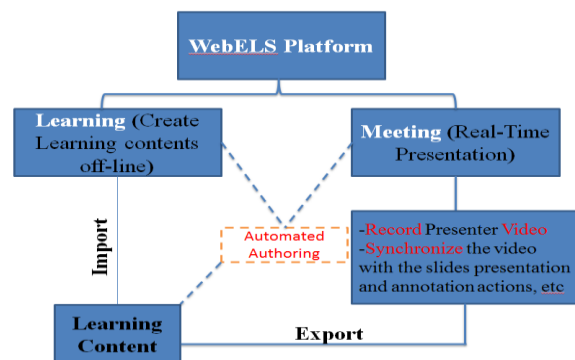 WebELS Platform
Learning (Create
Learning contents
off-line)
Meeting (Real-Time
Presentation)
Import
Automated
Authoring
-Record Presenter Video
-Synchronize the video
with the slides presentation
and annotation actions, etc
Learning
Content
Export